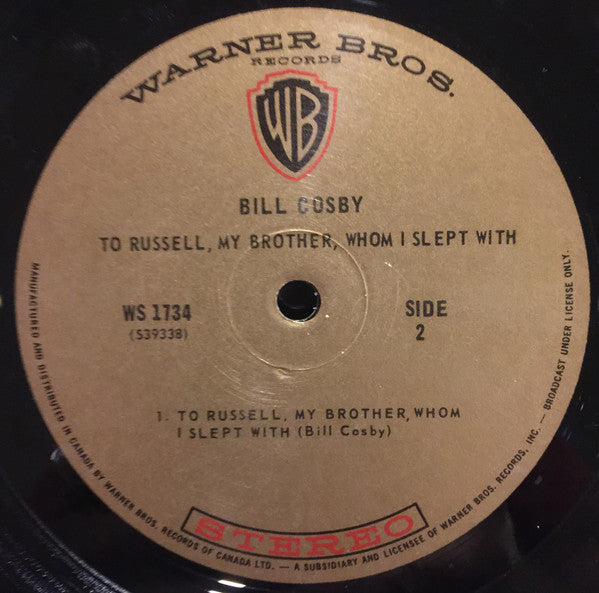 WARNER BROS.
RECORDS
WB
BILL COSBY
TO RUSSELL, MY BROTHER, WHOM I SLEPT WITH
WS 1734
(S39338)
SIDE
2
1. TO RUSSELL, MY BROTHER, WHOM
I SLEPT WITH (Bill Cosby)
STEREO
MANUFACTURED AND DISTRIBUTED IN CANADA BY WARNER BROS. RECORDS OF CANADA LTD. — A SUBSIDIARY AND LICENSEE OF WARNER BROS. RECORDS, INC. — BROADCAST UNDER LICENSE ONLY.